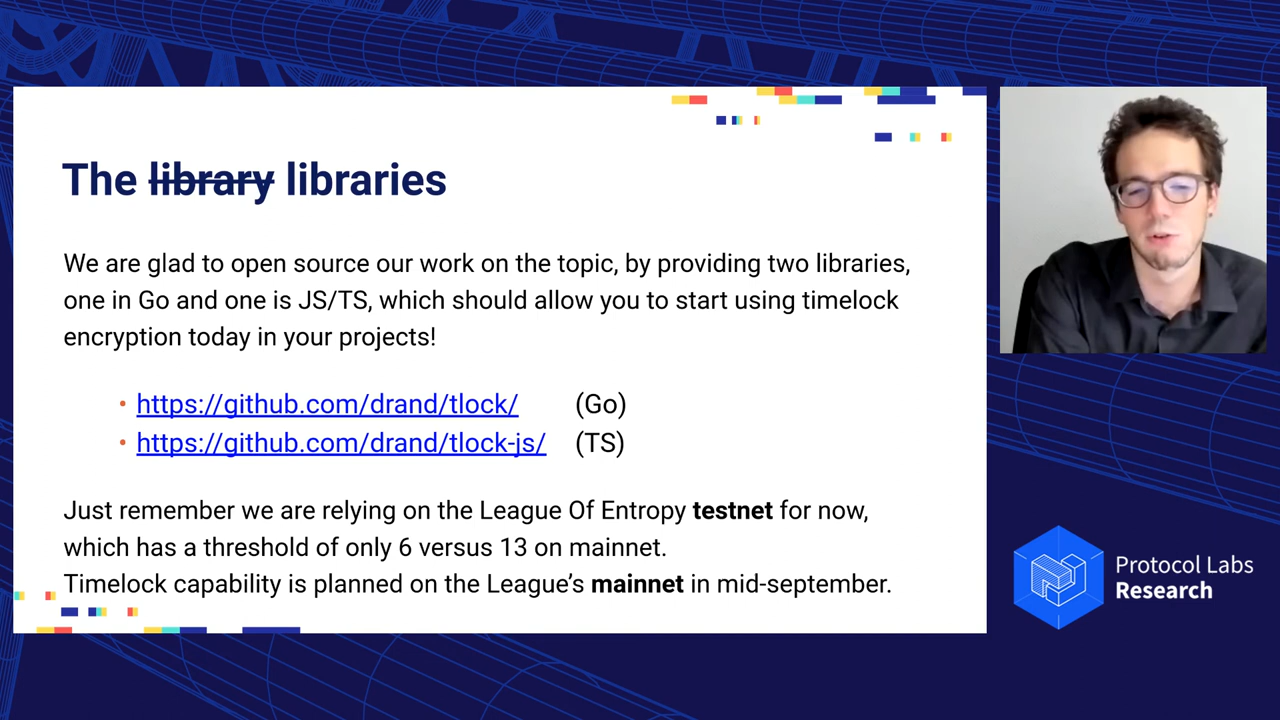 The library libraries
We are glad to open source our work on the topic, by providing two libraries,
one in Go and one is JS/TS, which should allow you to start using timelock
encryption today in your projects!
• https://github.com/drand/tlock/ (Go)
• https://github.com/drand/tlock-js/ (TS)
Just remember we are relying on the League Of Entropy testnet for now,
which has a threshold of only 6 versus 13 on mainnet.
Timelock capability is planned on the League’s mainnet in mid-september.
Protocol Labs
Research